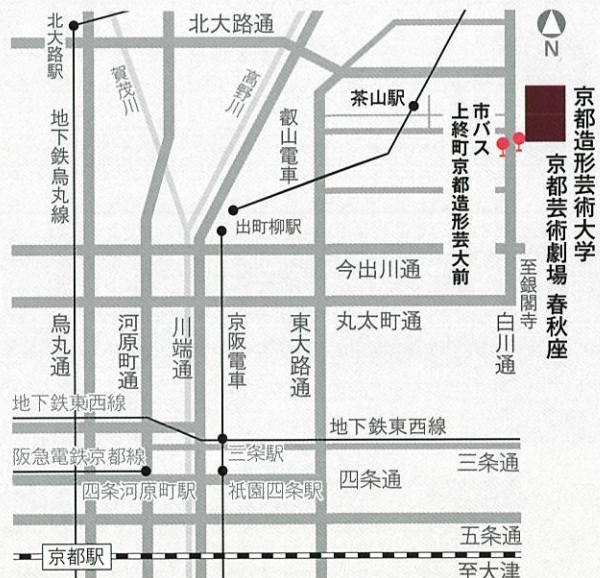 北大路駅
北大路通
N
賀茂川
高野川
茶山駅
地下鉄烏丸線
叡山電車
市バス
上終町京都造形芸大前
京都造形芸術大学
京都芸術劇場 春秋座
出町柳駅
今出川通
至銀閣寺
烏丸通
河原町通
川端通
京阪電車
東大路通
丸太町通
白川通
地下鉄東西線
地下鉄東西線
阪急電鉄京都線
三条駅
三条通
四条河原町駅
祇園四条駅
四条通
五条通
京都駅
至大津